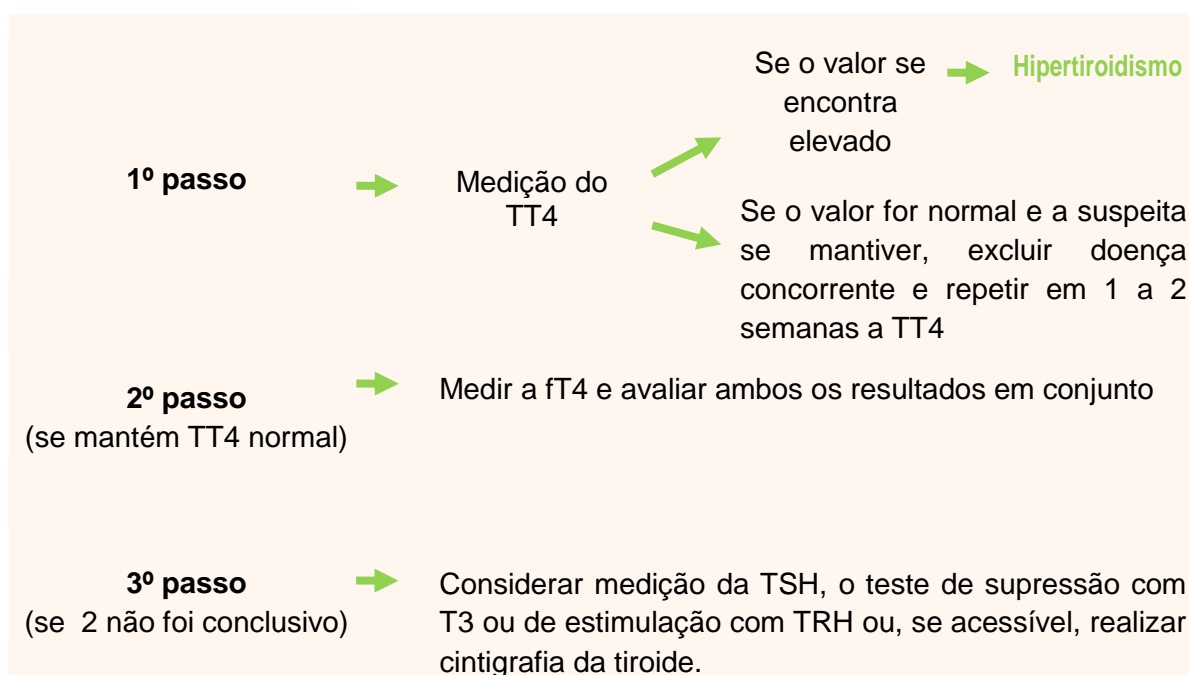 Se o valor se
encontra
elevado
Hipertiroidismo
1º passo
Medição do
TT4
Se o valor for normal e a suspeita
se mantiver, excluir doença
concorrente e repetir em 1 a 2
semanas a TT4
2º passo
(se mantém TT4 normal)
Medir a fT4 e avaliar ambos os resultados em conjunto
3º passo
(se 2 não foi conclusivo)
Considerar medição da TSH, o teste de supressão com
T3 ou de estimulação com TRH ou, se acessível, realizar
cintigrafia da tiroide.